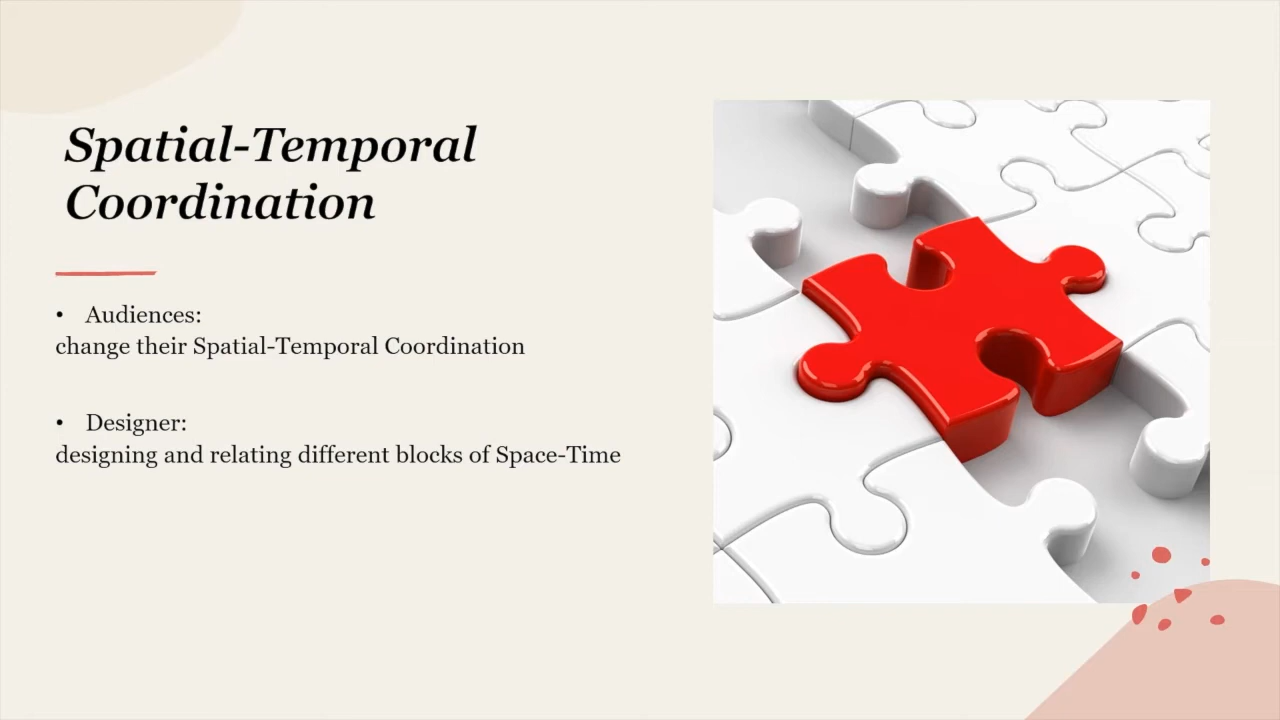 Spatial-Temporal
Coordination
• Audiences:
change their Spatial-Temporal Coordination
• Designer:
designing and relating different blocks of Space-Time